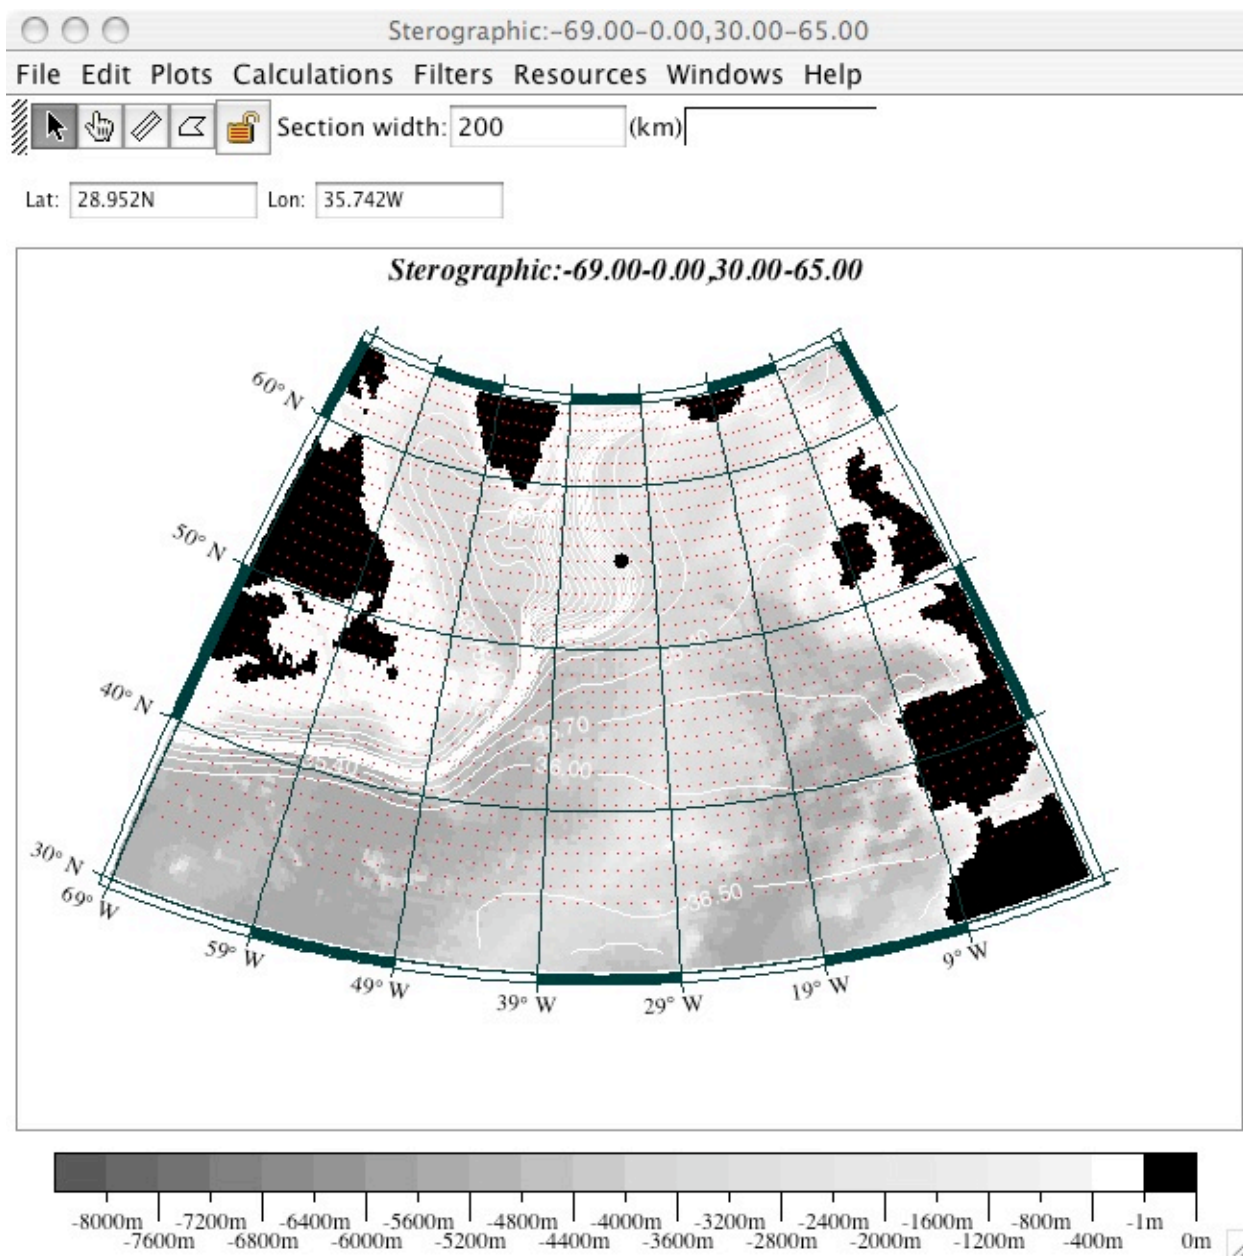 Sterographic:-69.00-0.00,30.00-65.00
File Edit Plots Calculations Filters Resources Windows Help
Section width: 200 (km)
Lat: 28.952N Lon: 35.742W
Sterographic:-69.00-0.00,30.00-65.00
60° N
50° N
40° N
35.70
35.40
36.00
30° N
36.50
69° W
59° W
49° W
39° W
29° W
19° W
9° W
-8000m -7200m -6400m -5600m -4800m -4000m -3200m -2400m -1600m -800m -1m
-7600m -6800m -6000m -5200m -4400m -3600m -2800m -2000m -1200m -400m 0m